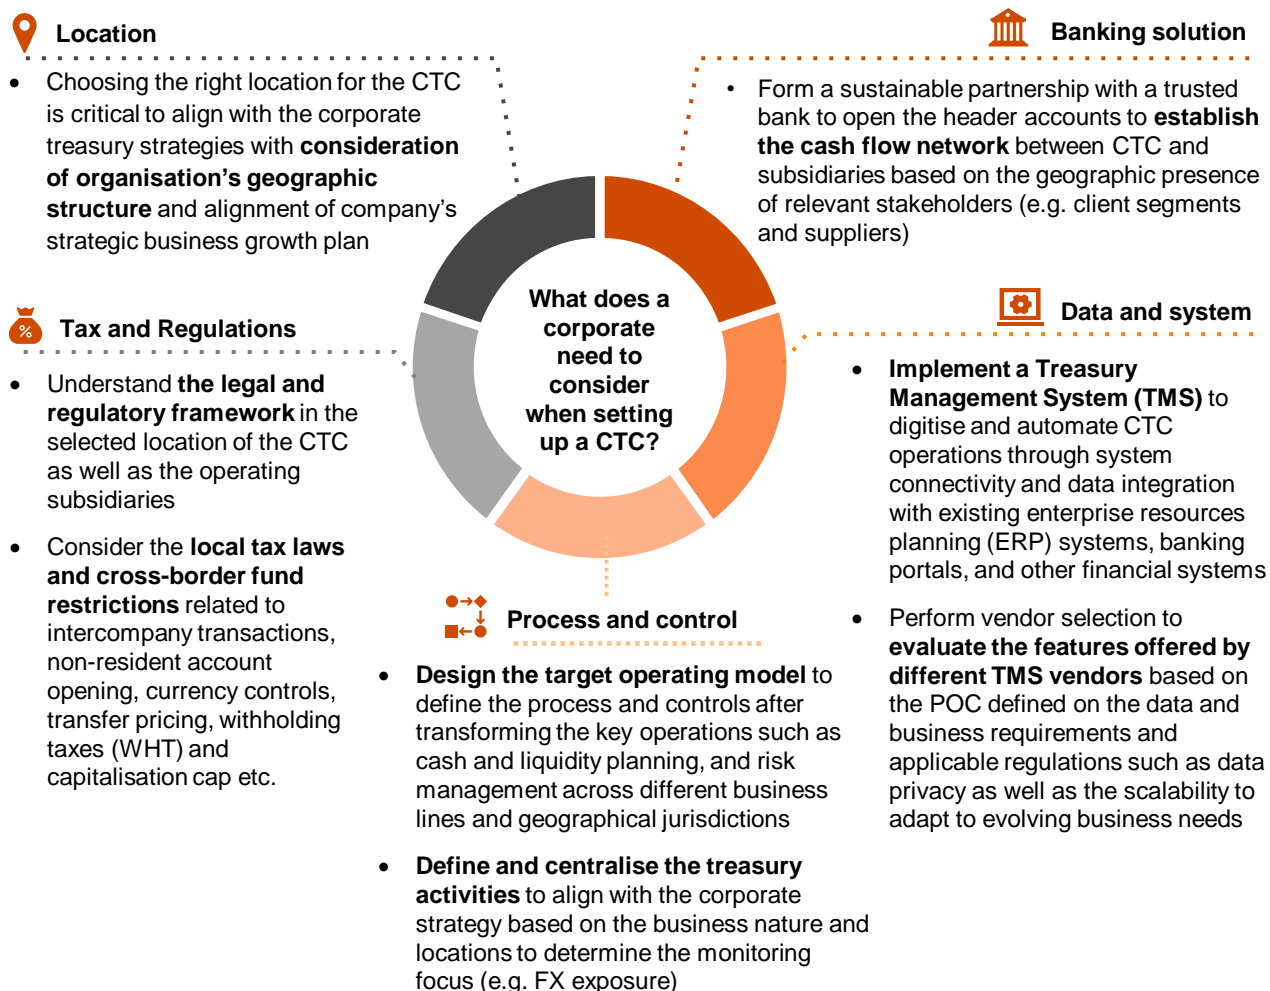 Location
• Choosing the right location for the CTC
is critical to align with the corporate
treasury strategies with consideration
of organisation's geographic
structure and alignment of company's
strategic business growth plan
Banking solution
• Form a sustainable partnership with a trusted
bank to open the header accounts to establish
the cash flow network between CTC and
subsidiaries based on the geographic presence
of relevant stakeholders (e.g. client segments
and suppliers)
What does a
corporate
need to
consider
when setting
up a CTC?
%
Tax and Regulations
• Understand the legal and
regulatory framework in the
selected location of the CTC
as well as the operating
subsidiaries
• Consider the local tax laws
and cross-border fund
restrictions related to
intercompany transactions,
non-resident account
opening, currency controls,
transfer pricing, withholding
taxes (WHT) and
capitalisation cap etc.
Data and system
• Implement a Treasury
Management System (TMS) to
digitise and automate CTC
operations through system
connectivity and data integration
with existing enterprise resources
planning (ERP) systems, banking
portals, and other financial systems
• Perform vendor selection to
evaluate the features offered by
different TMS vendors based on
the POC defined on the data and
business requirements and
applicable regulations such as data
privacy as well as the scalability to
adapt to evolving business needs
Process and control
• Design the target operating model to
define the process and controls after
transforming the key operations such as
cash and liquidity planning, and risk
management across different business
lines and geographical jurisdictions
• Define and centralise the treasury
activities to align with the corporate
strategy based on the business nature and
locations to determine the monitoring
focus (e.g. FX exposure)